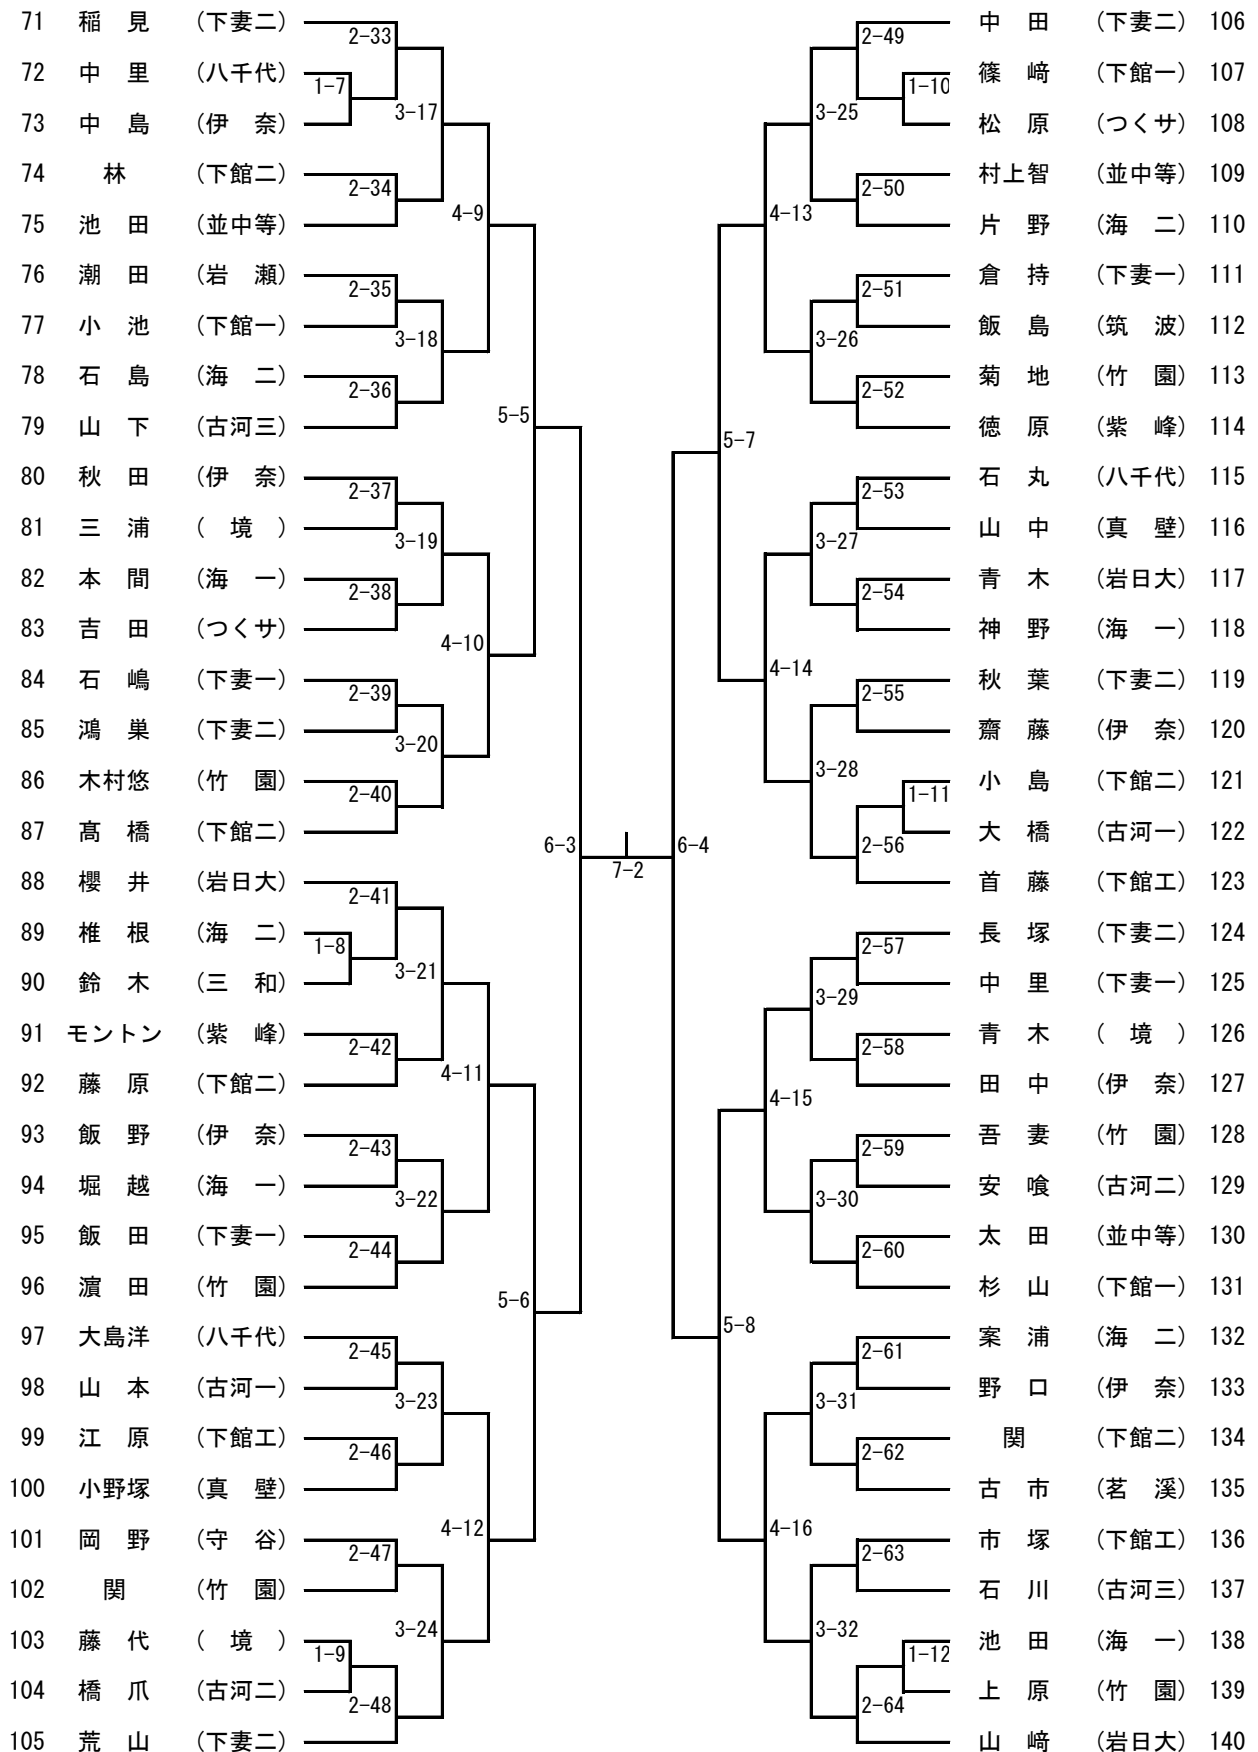 71 稲 見 (下妻二)
2-33
72 中 里 (八千代)
1-7
3-17
73 中 島 (伊 奈)
74 林 (下館二)
2-34
4-9
75 池 田 (並中等)
76 潮 田 (岩 瀬)
2-35
77 小 池 (下館一)
3-18
78 石 島 (海 二)
2-36
5-5
79 山 下 (古河三)
80 秋 田 (伊 奈)
2-37
81 三 浦 ( 境 )
3-19
82 本 間 (海 一)
2-38
83 吉 田 (つくサ)
4-10
84 石 嶋 (下妻一)
2-39
85 鴻 巣 (下妻二)
3-20
86 木村悠 (竹 園)
2-40
87 髙 橋 (下館二)
6-3
7-2
88 櫻 井 (岩日大)
2-41
89 椎 根 (海 二)
1-8
3-21
90 鈴 木 (三 和)
91 モントン (紫 峰)
2-42
4-11
92 藤 原 (下館二)
93 飯 野 (伊 奈)
2-43
94 堀 越 (海 一)
3-22
95 飯 田 (下妻一)
2-44
96 濵 田 (竹 園)
5-6
97 大島洋 (八千代)
2-45
98 山 本 (古河一)
3-23
99 江 原 (下館工)
2-46
100 小野塚 (真 壁)
4-12
101 岡 野 (守 谷)
2-47
102 関 (竹 園)
3-24
103 藤 代 ( 境 )
1-9
104 橋 爪 (古河二)
2-48
105 荒 山 (下妻二)
中 田 (下妻二) 106
2-49
篠 﨑 (下館一) 107
1-10
3-25
松 原 (つくサ) 108
村上智 (並中等) 109
2-50
4-13
片 野 (海 二) 110
倉 持 (下妻一) 111
2-51
飯 島 (筑 波) 112
3-26
菊 地 (竹 園) 113
2-52
徳 原 (紫 峰) 114
5-7
石 丸 (八千代) 115
2-53
山 中 (真 壁) 116
3-27
青 木 (岩日大) 117
2-54
神 野 (海 一) 118
4-14
秋 葉 (下妻二) 119
2-55
齋 藤 (伊 奈) 120
3-28
小 島 (下館二) 121
1-11
大 橋 (古河一) 122
6-4
2-56
首 藤 (下館工) 123
長 塚 (下妻二) 124
2-57
中 里 (下妻一) 125
3-29
青 木 ( 境 ) 126
2-58
田 中 (伊 奈) 127
4-15
吾 妻 (竹 園) 128
2-59
安 喰 (古河二) 129
3-30
太 田 (並中等) 130
2-60
杉 山 (下館一) 131
5-8
案 浦 (海 二) 132
2-61
野 口 (伊 奈) 133
3-31
関 (下館二) 134
2-62
古 市 (茗 溪) 135
4-16
市 塚 (下館工) 136
2-63
石 川 (古河三) 137
3-32
池 田 (海 一) 138
1-12
上 原 (竹 園) 139
2-64
山 﨑 (岩日大) 140